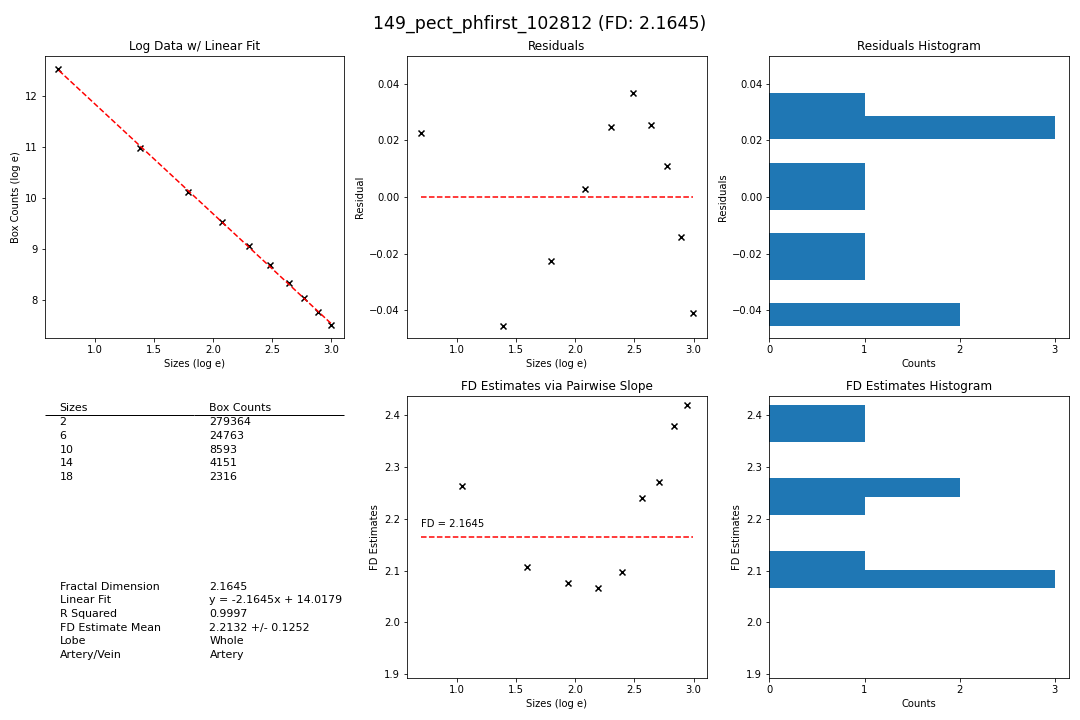 149_pect_phfirst_102812 (FD: 2.1645)
Log Data w/ Linear Fit
Box Counts (log e)
12
11
10
9
8
1.0 1.5 2.0 2.5 3.0
Sizes (log e)
Residuals
Residual
0.04
0.02
0.00
−0.02
−0.04
1.0 1.5 2.0 2.5 3.0
Sizes (log e)
Residuals Histogram
Residuals
0.04
0.02
0.00
−0.02
−0.04
0 1 2 3
Counts
Sizes Box Counts
2 279364
6 24763
10 8593
14 4151
18 2316
Fractal Dimension 2.1645
Linear Fit y = -2.1645x + 14.0179
R Squared 0.9997
FD Estimate Mean 2.2132 +/- 0.1252
Lobe Whole
Artery/Vein Artery
FD Estimates via Pairwise Slope
FD Estimates
2.4
2.3
2.2
2.1
2.0
1.9
FD = 2.1645
1.0 1.5 2.0 2.5 3.0
Sizes (log e)
FD Estimates Histogram
FD Estimates
2.4
2.3
2.2
2.1
2.0
1.9
0 1 2 3
Counts